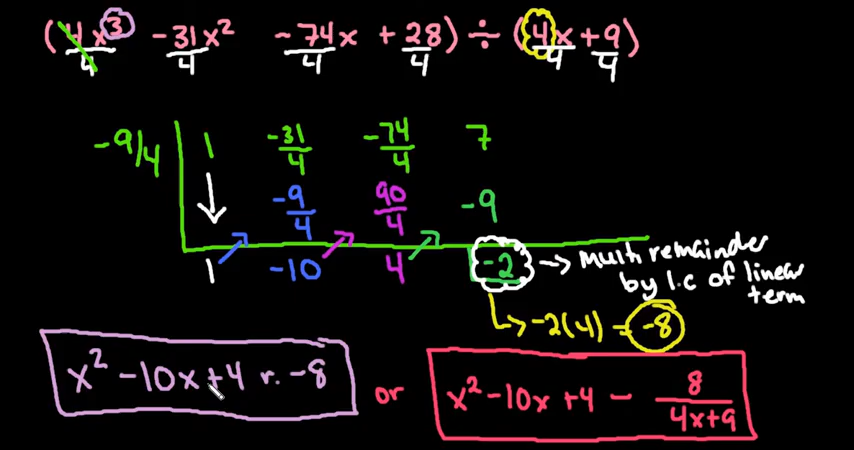 (4x³/4 -31x²/4 -74x/4 +28/4) ÷ (4x/4 +9/4)
-9/4 1 -31/4 -74/4 7
-9/4 90/4 -9
1 -10 4 -2 → Multi remainder
by l.c of linear
term
→ -2(4) = -8
x² -10x +4 r. -8 or x² -10x +4 - 8/(4x+9)